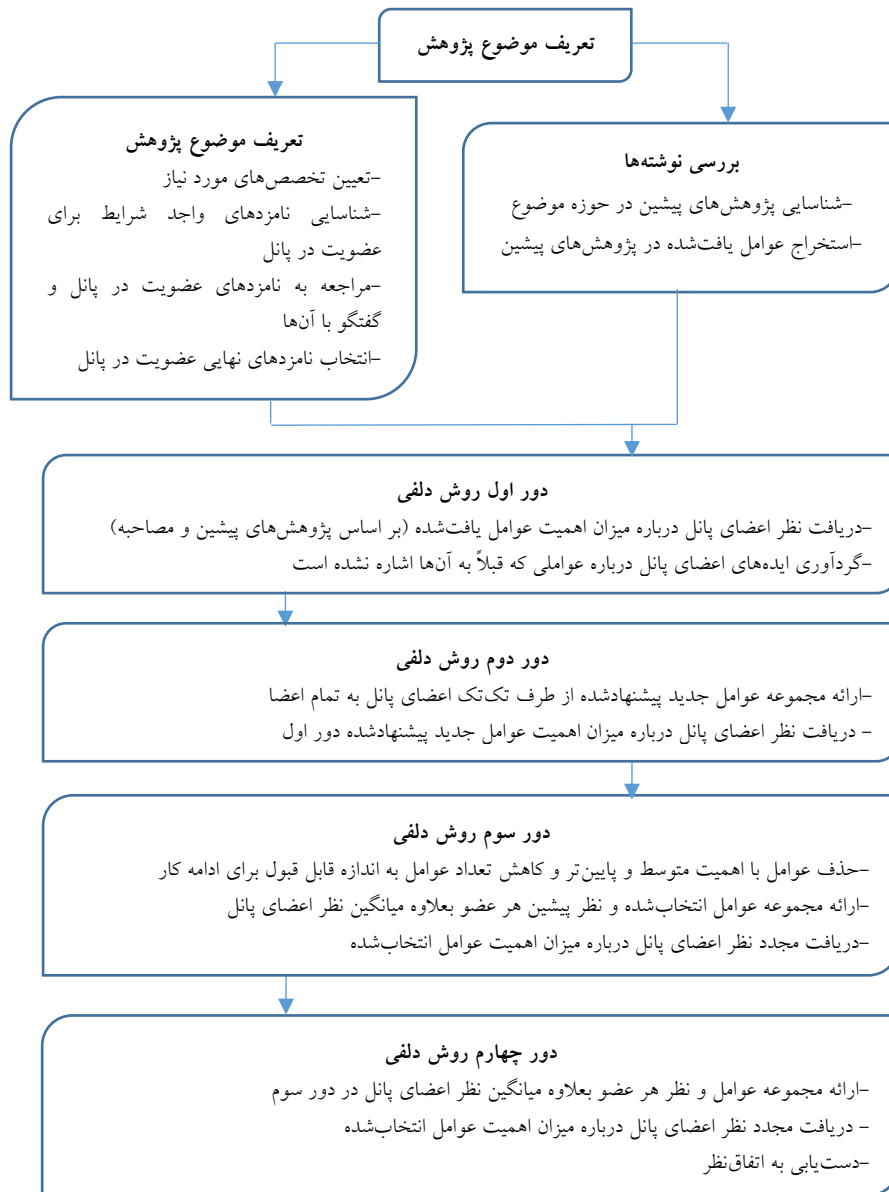 تعریف موضوع پژوهش
بررسی نوشته‌ها
-شناسایی پژوهش‌های پیشین در حوزه موضوع
-استخراج عوامل یافت‌شده در پژوهش‌های پیشین
تعریف موضوع پژوهش
-تعیین تخصص‌های مورد نیاز
-شناسایی نامزدهای واجد شرایط برای
عضویت در پانل
-مراجعه به نامزدهای عضویت در پانل و
گفتگو با آن‌ها
-انتخاب نامزدهای نهایی عضویت در پانل
دور اول روش دلفی
-دریافت نظر اعضای پانل درباره میزان اهمیت عوامل یافت‌شده (بر اساس پژوهش‌های پیشین و مصاحبه)
-گردآوری ایده‌های اعضای پانل درباره عواملی که قبلاً به آن‌ها اشاره نشده است
دور دوم روش دلفی
-ارائه مجموعه عوامل جدید پیشنهادشده از طرف تک‌تک اعضای پانل به تمام اعضا
- دریافت نظر اعضای پانل درباره میزان اهمیت عوامل جدید پیشنهادشده دور اول
دور سوم روش دلفی
-حذف عوامل با اهمیت متوسط و پایین‌تر و کاهش تعداد عوامل به اندازه قابل قبول برای ادامه کار
-ارائه مجموعه عوامل انتخاب‌شده و نظر پیشین هر عضو بعلاوه میانگین نظر اعضای پانل
-دریافت مجدد نظر اعضای پانل درباره میزان اهمیت عوامل انتخاب‌شده
دور چهارم روش دلفی
-ارائه مجموعه عوامل و نظر هر عضو بعلاوه میانگین نظر اعضای پانل در دور سوم
- دریافت مجدد نظر اعضای پانل درباره میزان اهمیت عوامل انتخاب‌شده
-دست‌یابی به اتفاق‌نظر